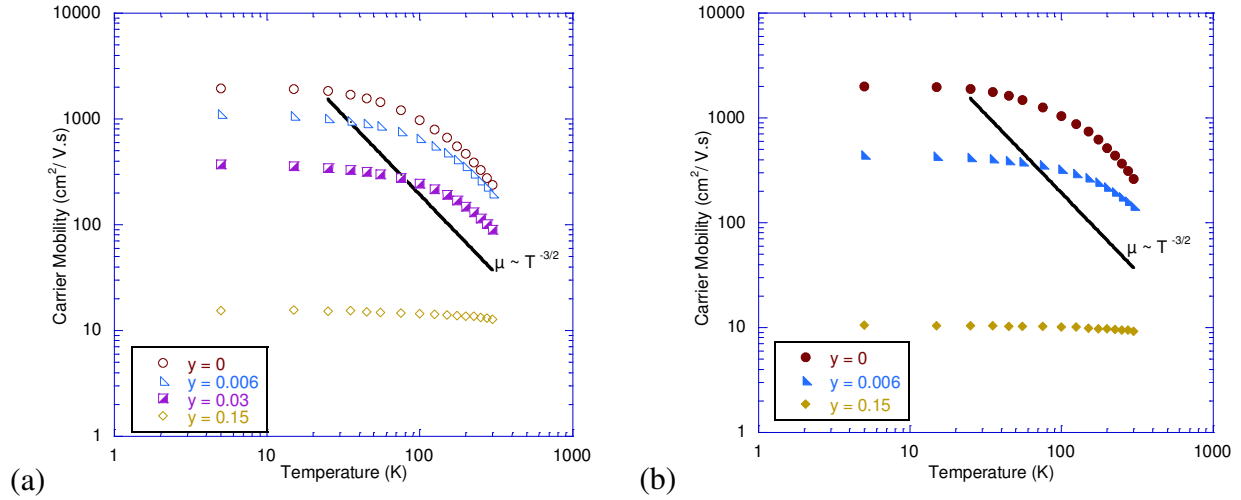 10000
1000
100
10
1
Carrier Mobility (cm²/ V.s)
μ ~ T -3/2
y = 0
y = 0.006
y = 0.03
y = 0.15
1
10
100
1000
Temperature (K)
(a)
10000
1000
100
10
1
Carrier Mobility (cm²/ V.s)
μ ~ T -3/2
y = 0
y = 0.006
y = 0.15
1
10
100
1000
Temperature (K)
(b)